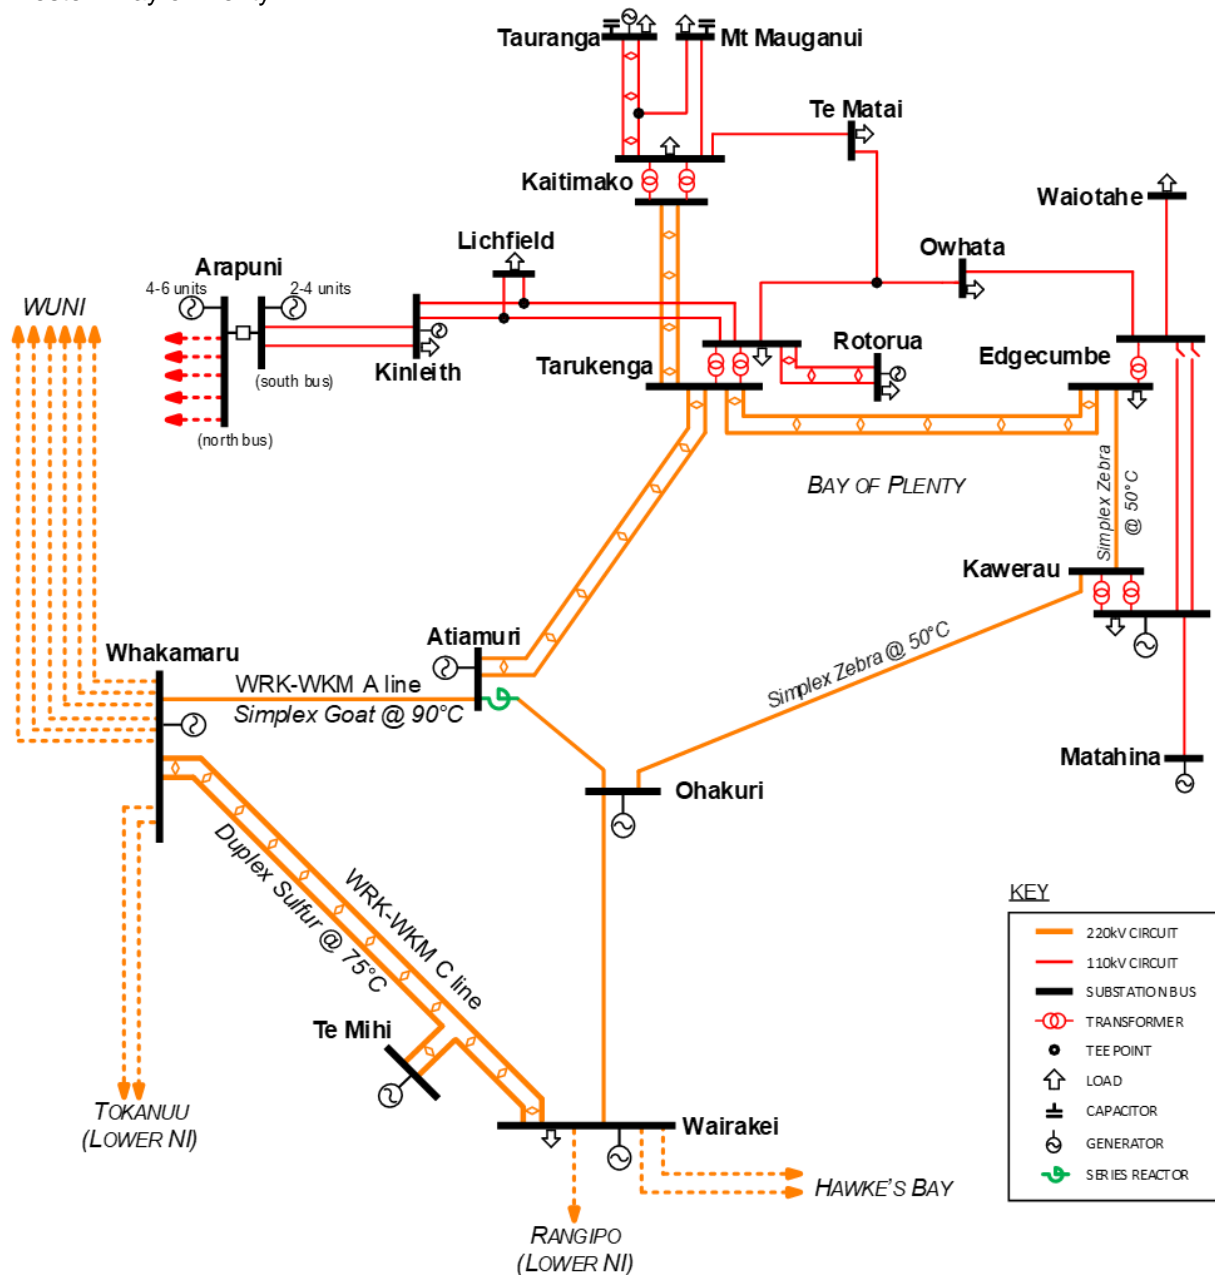 Tauranga
Mt Mauganui
Te Matai
Kaitimako
Waiotahe
Lichfield
Owhata
Arapuni
4-6 units
2-4 units
WUNI
Rotorua
Edgecumbe
Tarukenga
Kinleith
(south bus)
(north bus)
BAY OF PLENTY
Simplex Zebra
@ 50°C
Kawerau
Atiamuri
Whakamaru
WRK-WKM A line
Simplex Goat @ 90°C
Simplex Zebra @ 50°C
Matahina
Ohakuri
WRK-WKM C line
Duplex Sulfur @ 75°C
Te Mihi
TOKANUU
(LOWER NI)
Wairakei
HAWKE'S BAY
RANGIPO
(LOWER NI)
KEY
220kV CIRCUIT
110kV CIRCUIT
SUBSTATION BUS
TRANSFORMER
TEE POINT
LOAD
CAPACITOR
GENERATOR
SERIES REACTOR